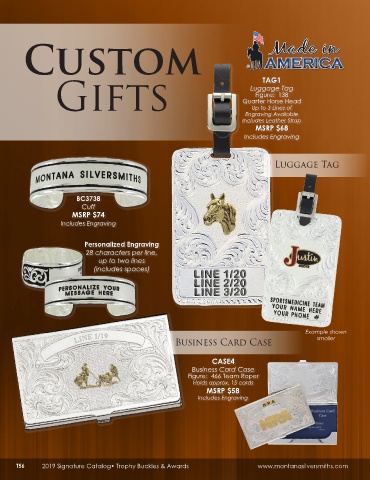 CUSTOM
GIFTS
Made in
AMERICA
TAG1
Luggage Tag
Figure: 138
Quarter Horse Head
Up to 3 Lines of
Engraving Available
Includes Leather Strap
MSRP $68
Includes Engraving
LUGGAGE TAG
MONTANA SILVERSMITHS
BC3738
Cuff
MSRP $74
Includes Engraving
Personalized Engraving
28 characters per line,
up to two lines
(includes spaces)
PERSONALIZE YOUR
MESSAGE HERE
LINE 1/20
LINE 2/20
LINE 3/20
Justin
SPORTSMEDICINE TEAM
YOUR NAME HERE
YOUR PHONE #
Example shown
smaller
LINE 1/19
BUSINESS CARD CASE
CASE4
Business Card Case
Figure: 466 Team Roper
Holds approx. 15 cards
MSRP $58
Includes Engraving
Business Card
Case
156 2019 Signature Catalog• Trophy Buckles & Awards www.montanasilversmiths.com